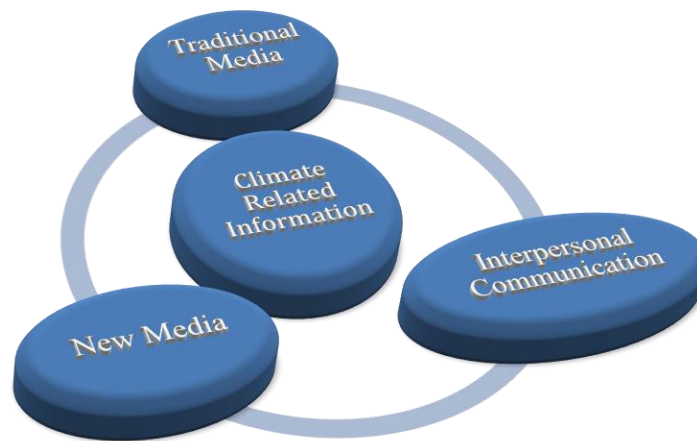 Traditional
Media
Climate
Related
Information
Interpersonal
Communication
New Media